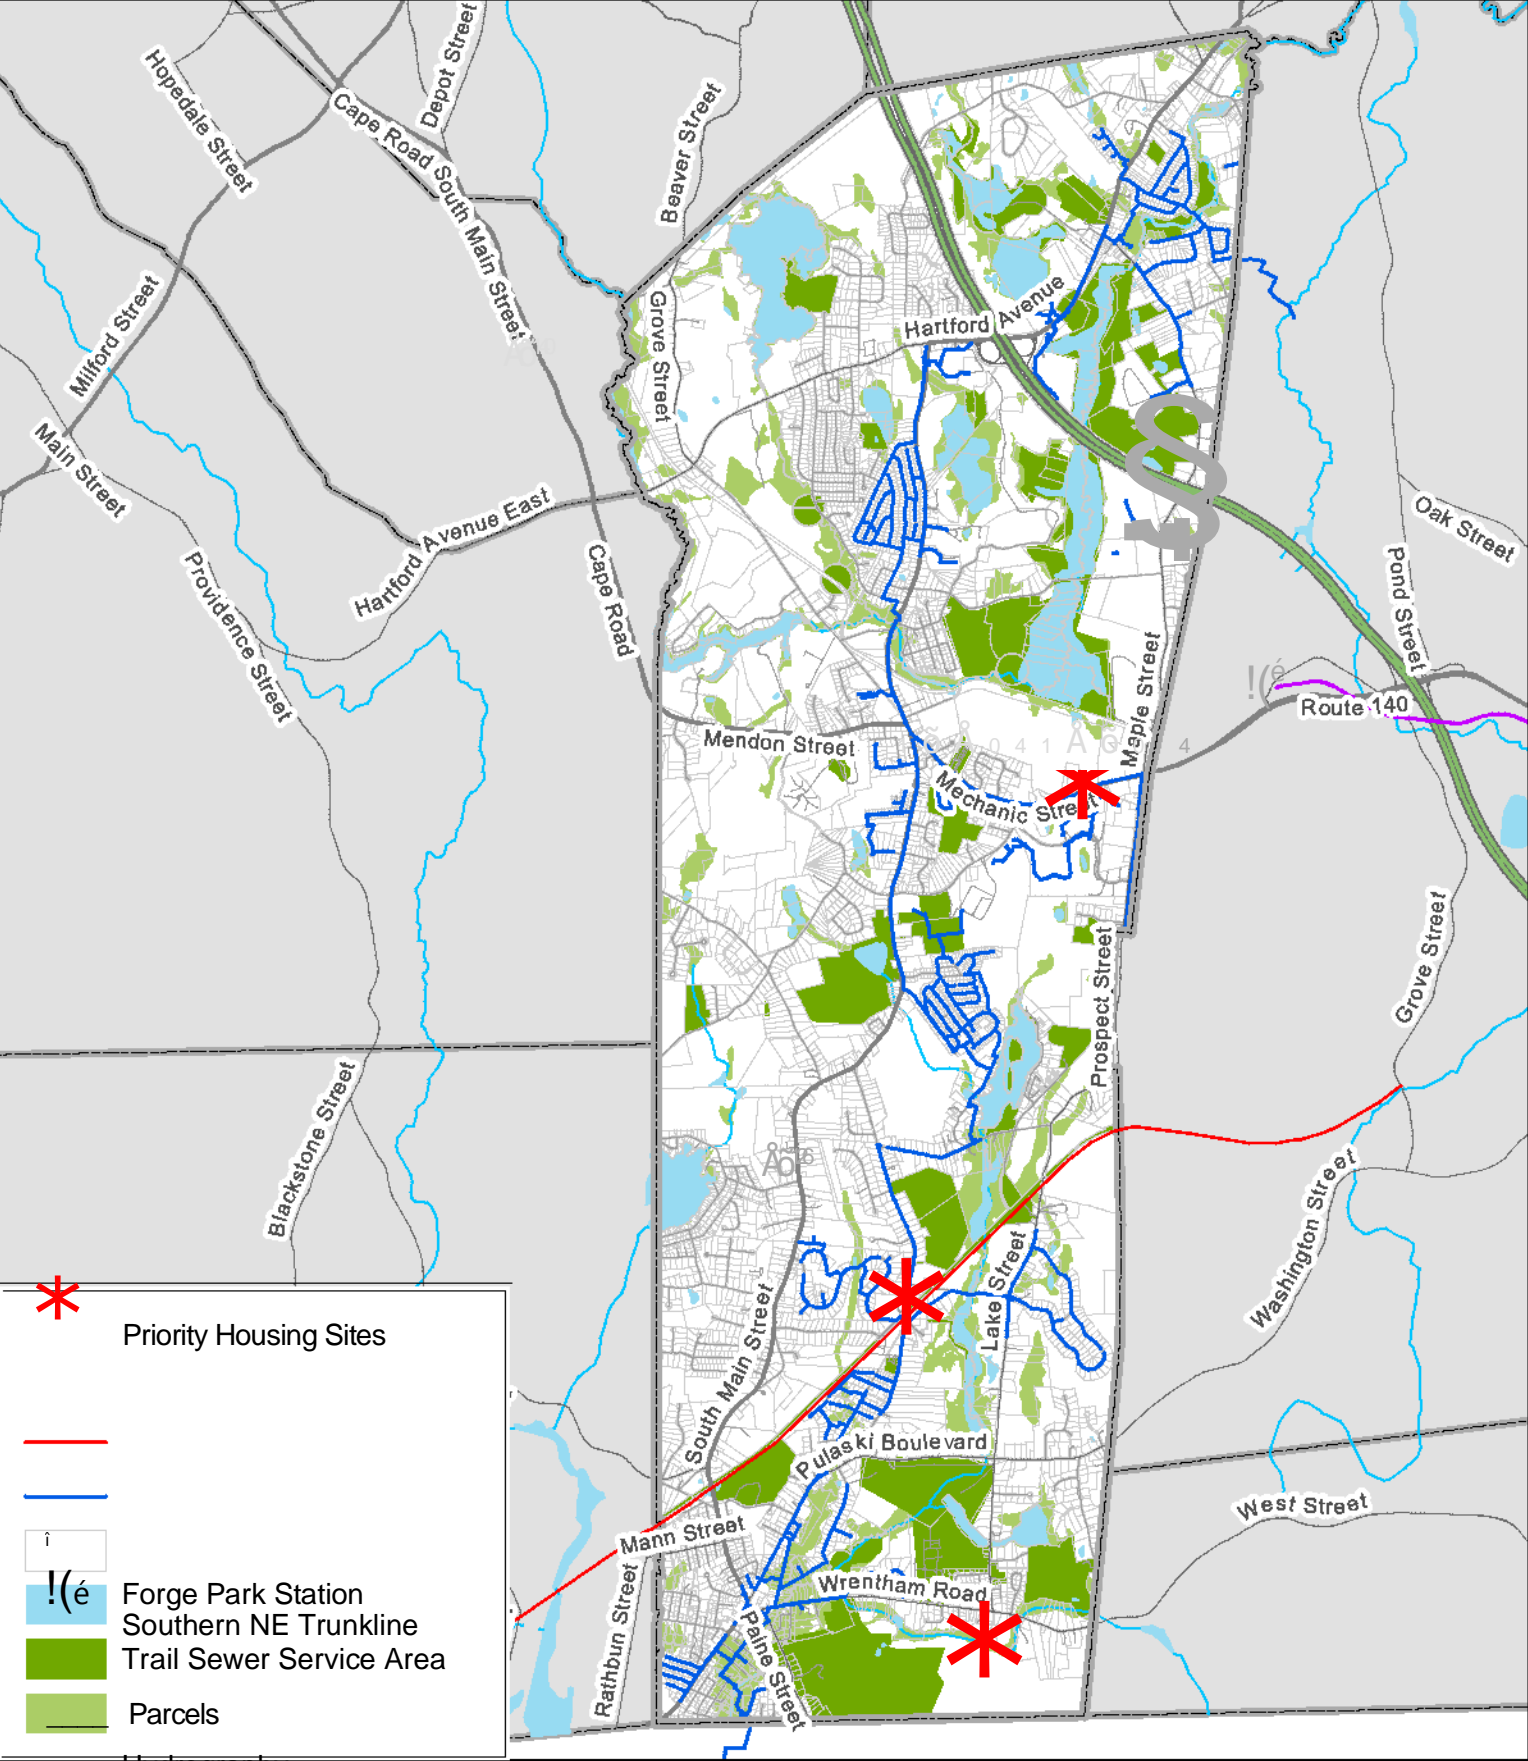 Depot Street
Hopedale Street
Cape Road South Main Street
Beaver Street
Milford Street
Grove Street
Hartford Avenue
Main Street
Hartford Avenue East
Oak Street
Providence Street
Cape Road
Pond Street
Maple Street
!(é
Route 140
Mendon Street
Mechanic Street
Grove Street
Prospect Street
Blackstone Street
Washington Street
Lake Street
South Main Street
Pulaski Boulevard
West Street
Mann Street
Wrentham Road
Rathbun Street
Paine Street
Priority Housing Sites
î
!(é Forge Park Station
Southern NE Trunkline
Trail Sewer Service Area
Parcels